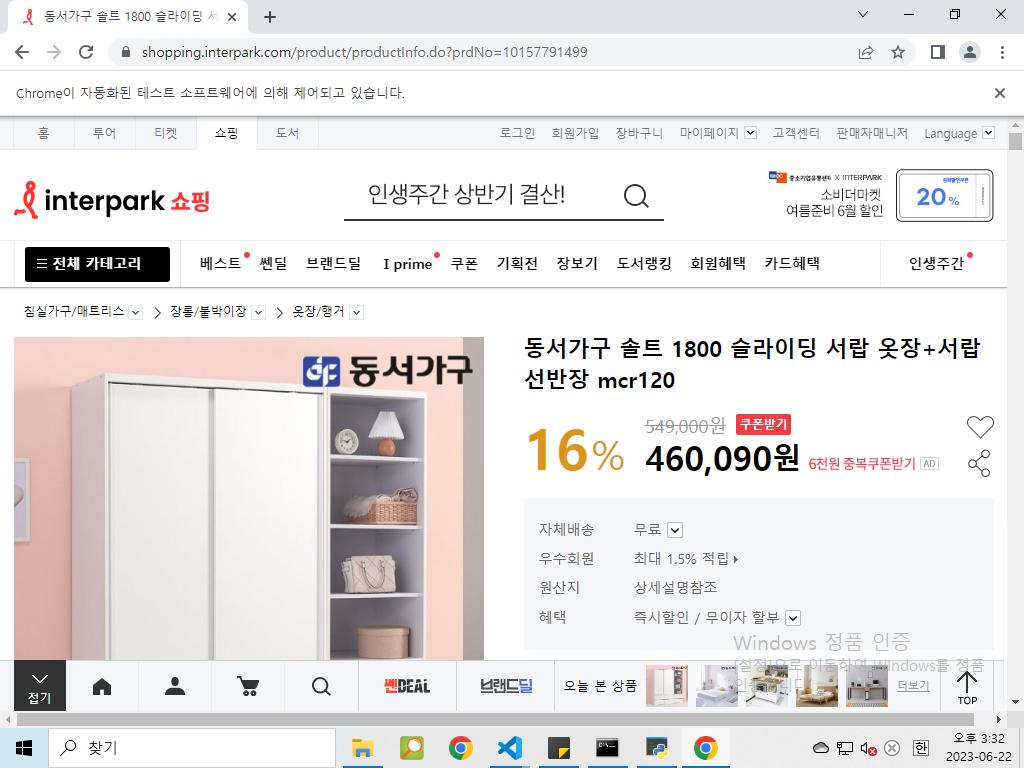 동서가구 솔트 1800 슬라이딩 서
Chrome이 자동화된 테스트 소프트웨어에 의해 제어되고 있습니다.
shopping.interpark.com/product/productInfo.do?prdNo=10157791499
홈 투어 티켓 쇼핑 도서 로그인 회원가입 장바구니 마이페이지 고객센터 판매자매니저 Language
interpark 쇼핑
인생주간 상반기 결산!
중소기업유통센터 X INTERPARK
소비더마켓
여름준비 6월 할인
20%
전체 카테고리 베스트 쎈딜 브랜드딜 I prime 쿠폰 기획전 장보기 도서랭킹 회원혜택 카드혜택 인생주간
침실가구/매트리스 장롱/붙박이장 옷장/행거
동서가구
동서가구 솔트 1800 슬라이딩 서랍 옷장+서랍
선반장 mcr120
16%
549,000원 쿠폰받기
460,090원 6천원 중복쿠폰받기 AD
자체배송 무료
우수회원 최대 1.5% 적립
원산지 상세설명참조
혜택 즉시할인 / 무이자 할부
Windows 정품 인증
[설정]으로 이동하여 Windows를 정품
접기
쎈DEAL
브랜드딜
오늘 본 상품
더보기
TOP
찾기
한
오후 3:32
2023-06-22